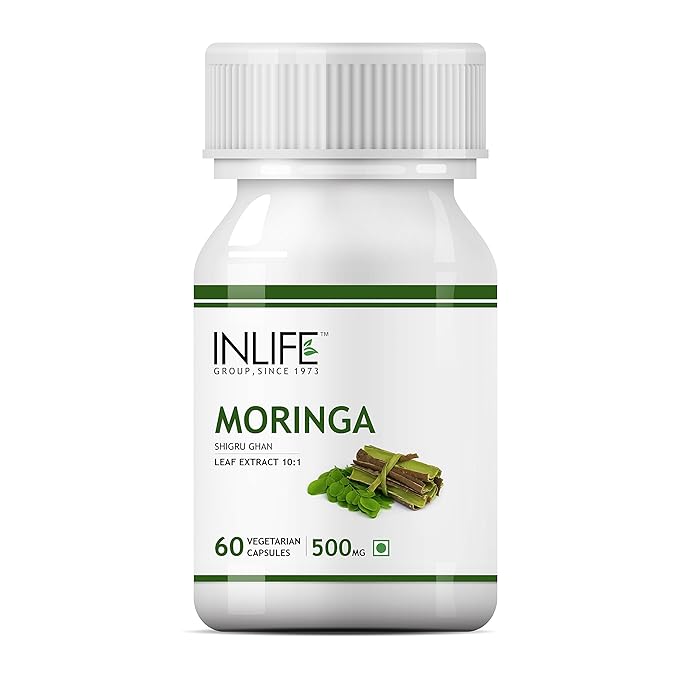 INLIFE™
GROUP, SINCE 1973
MORINGA
SHIGRU GHAN
LEAF EXTRACT 10:1
60 VEGETARIAN CAPSULES | 500MG